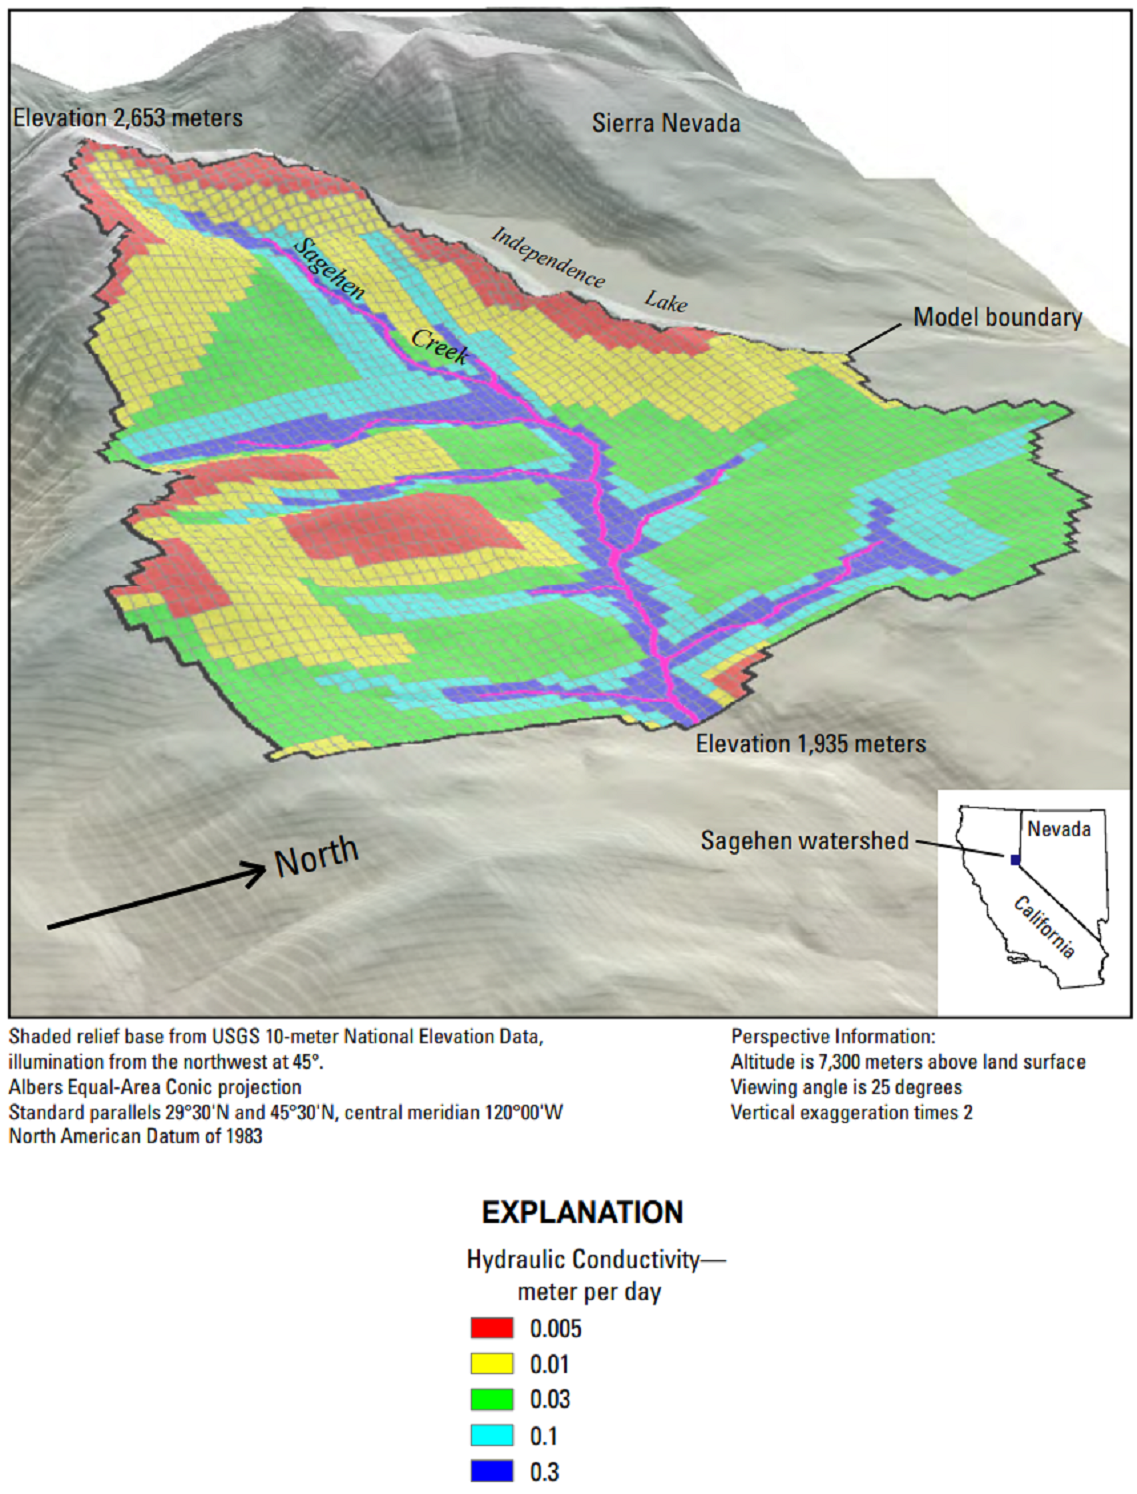 Elevation 2,653 meters
Sierra Nevada
Independence
Lake
Sagehen
Creek
Model boundary
Elevation 1,935 meters
North
Sagehen watershed
Nevada
California
Shaded relief base from USGS 10-meter National Elevation Data,
illumination from the northwest at 45°.
Albers Equal-Area Conic projection
Standard parallels 29°30'N and 45°30'N, central meridian 120°00'W
North American Datum of 1983
Perspective Information:
Altitude is 7,300 meters above land surface
Viewing angle is 25 degrees
Vertical exaggeration times 2
EXPLANATION
Hydraulic Conductivity—
meter per day
0.005
0.01
0.03
0.1
0.3